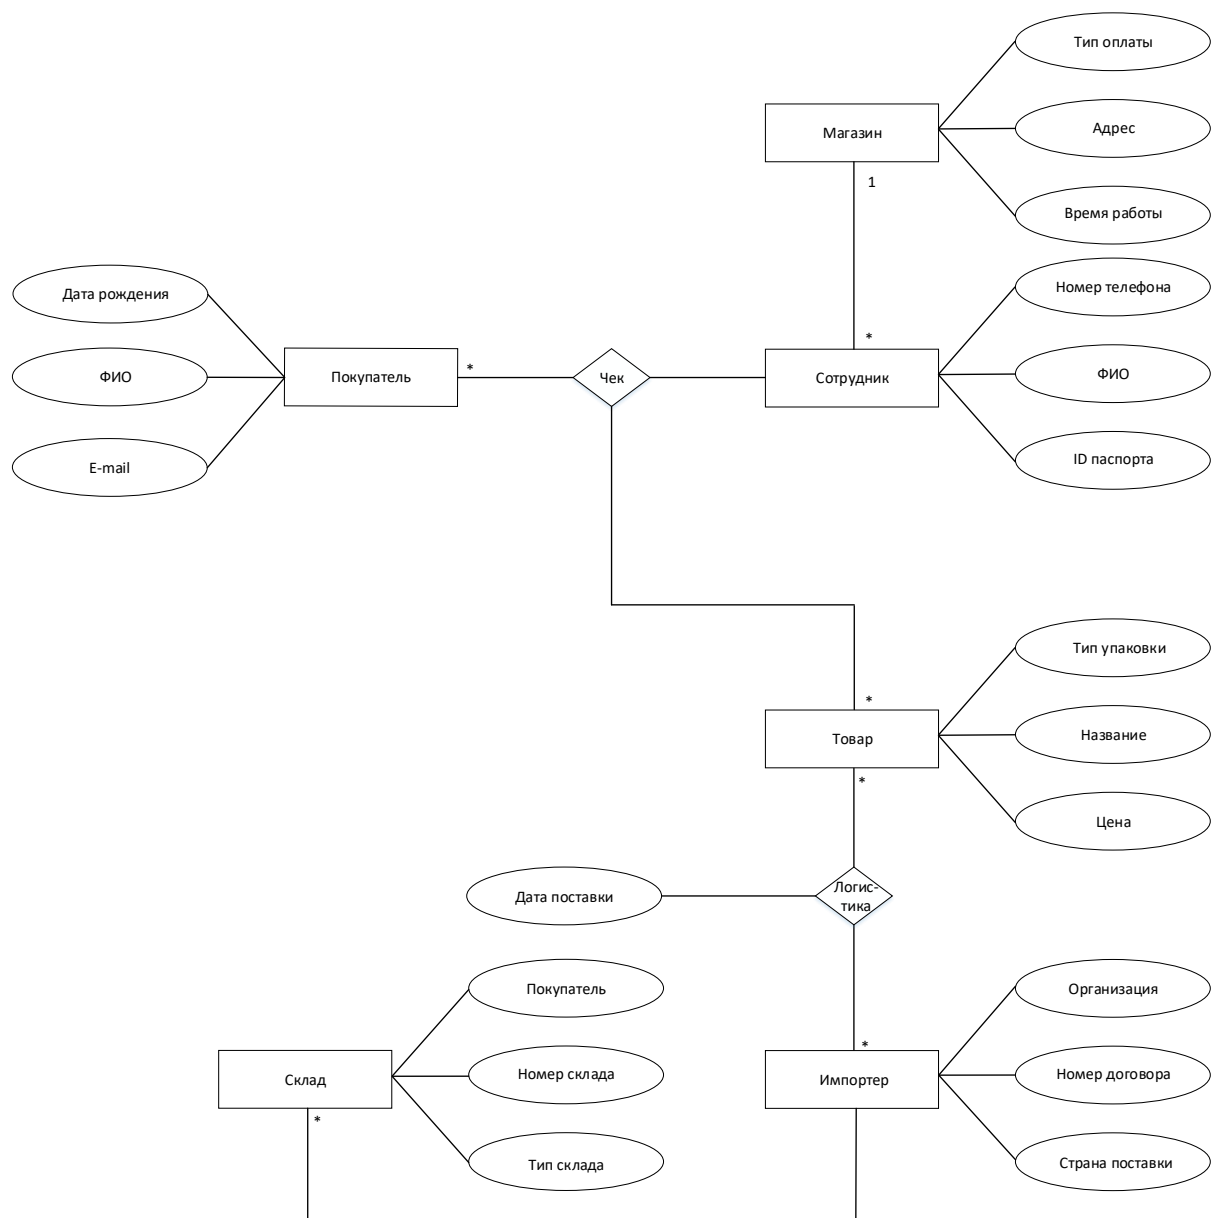 Тип оплаты
Магазин
Адрес
1
Время работы
Дата рождения
Номер телефона
*
ФИО
Покупатель
*
Чек
Сотрудник
ФИО
E-mail
ID паспорта
Тип упаковки
*
Товар
Название
*
Цена
Дата поставки
Логис-
тика
Покупатель
Организация
*
Склад
Номер склада
Импортер
Номер договора
*
Тип склада
Страна поставки